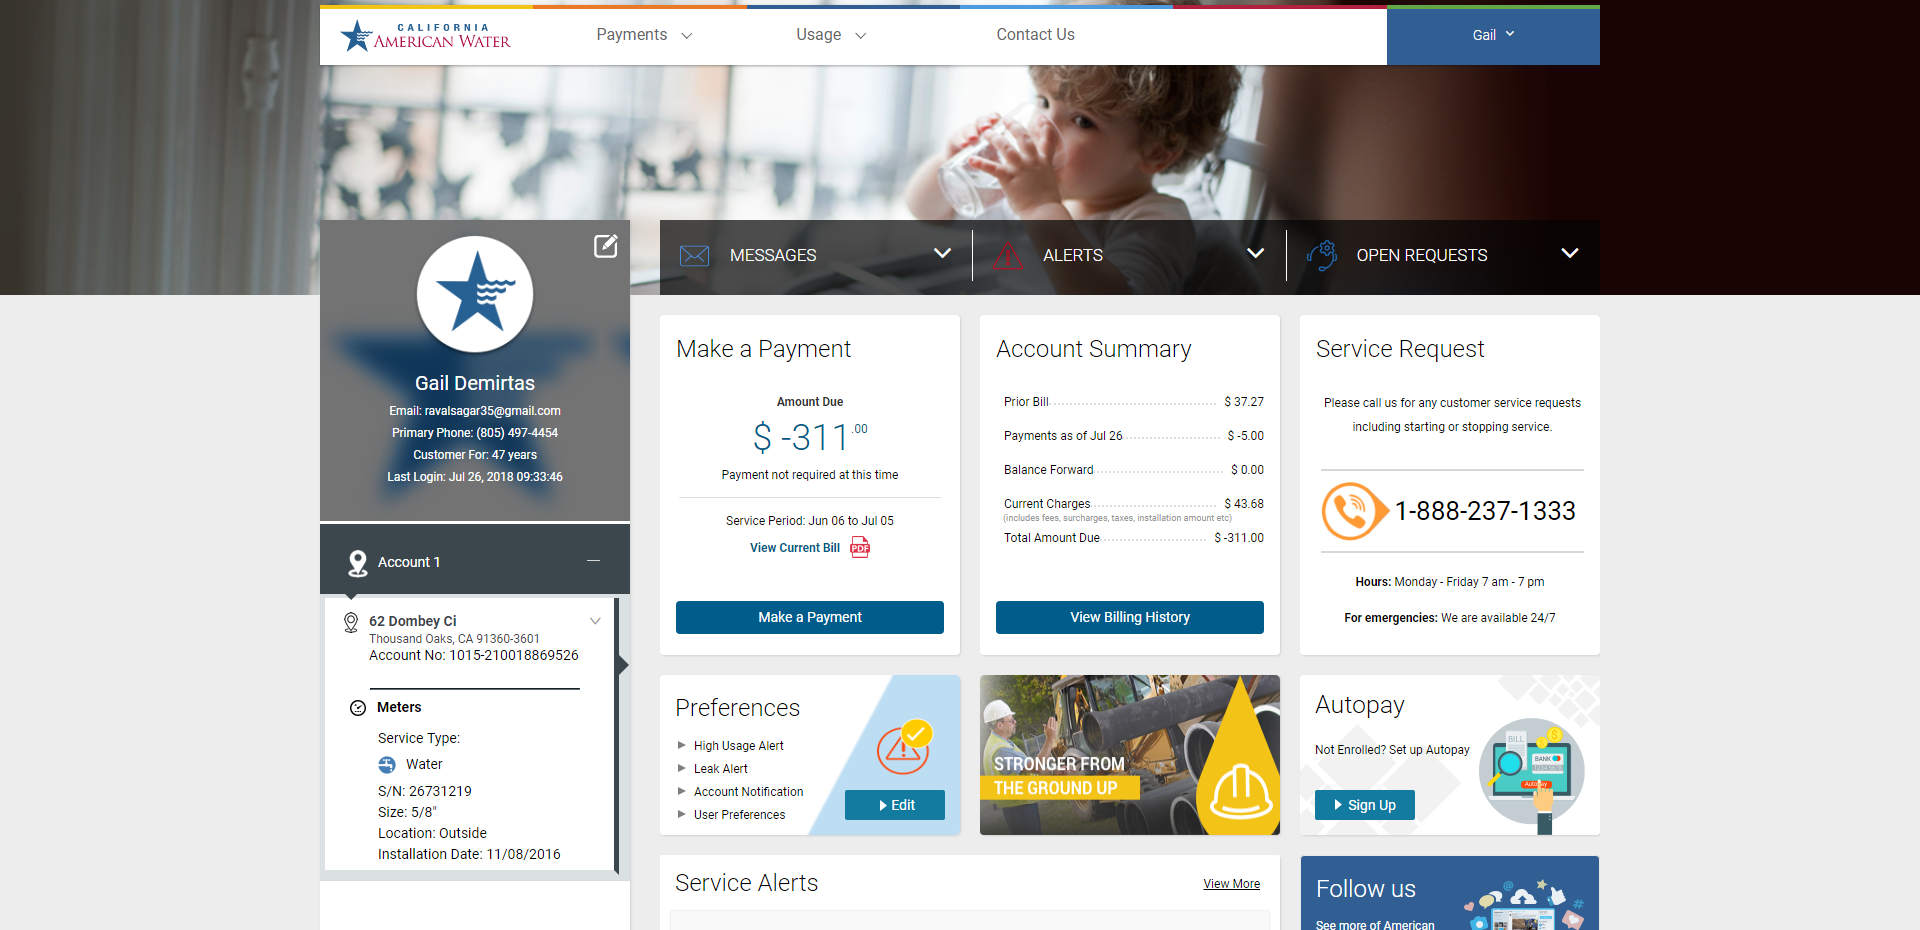 CALIFORNIA
AMERICAN WATER
Payments
Usage
Contact Us
Gail
MESSAGES
ALERTS
OPEN REQUESTS
Gail Demirtas
Email: ravalsagar35@gmail.com
Primary Phone: (805) 497-4454
Customer For: 47 years
Last Login: Jul 26, 2018 09:33:46
Account 1
62 Dombey Ci
Thousand Oaks, CA 91360-3601
Account No: 1015-210018869526
Meters
Service Type:
Water
S/N: 26731219
Size: 5/8"
Location: Outside
Installation Date: 11/08/2016
Make a Payment
Amount Due
$ -311.00
Payment not required at this time
Service Period: Jun 06 to Jul 05
View Current Bill PDF
Make a Payment
Account Summary
Prior Bill $ 37.27
Payments as of Jul 26 $ -5.00
Balance Forward $ 0.00
Current Charges $ 43.68
(includes fees, surcharges, taxes, installation amount etc)
Total Amount Due $ -311.00
View Billing History
Service Request
Please call us for any customer service requests
including starting or stopping service.
1-888-237-1333
Hours: Monday - Friday 7 am - 7 pm
For emergencies: We are available 24/7
Preferences
High Usage Alert
Leak Alert
Account Notification
User Preferences
Edit
STRONGER FROM
THE GROUND UP
Autopay
Not Enrolled? Set up Autopay
Sign Up
BILL
BANK
Service Alerts
View More
Follow us
See more of American